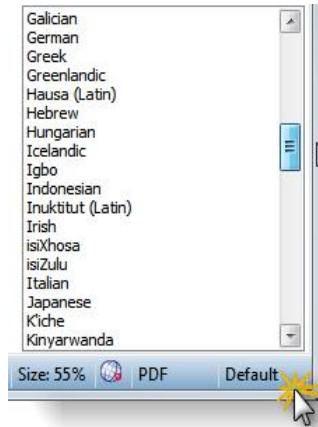 Galician
German
Greek
Greenlandic
Hausa (Latin)
Hebrew
Hungarian
Icelandic
Igbo
Indonesian
Inuktitut (Latin)
Irish
isiXhosa
isiZulu
Italian
Japanese
K'iche
Kinyarwanda
Size: 55% PDF Default